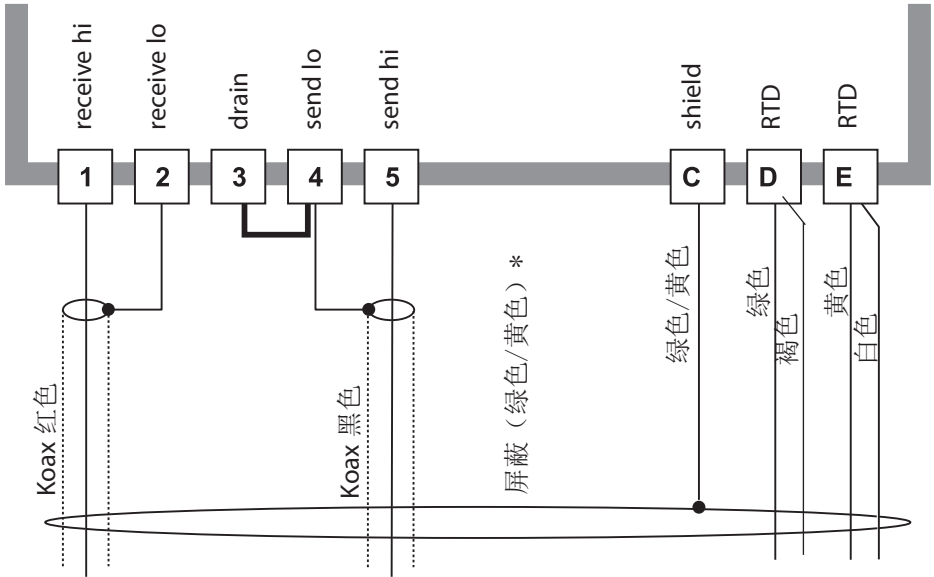 receive hi
receive lo
drain
send lo
send hi
shield
RTD
RTD
1
2
3
4
5
C
D
E
Koax 红色
Koax 黑色
屏蔽（绿色/黄色）*
绿色/黄色
绿色
褐色
黄色
白色